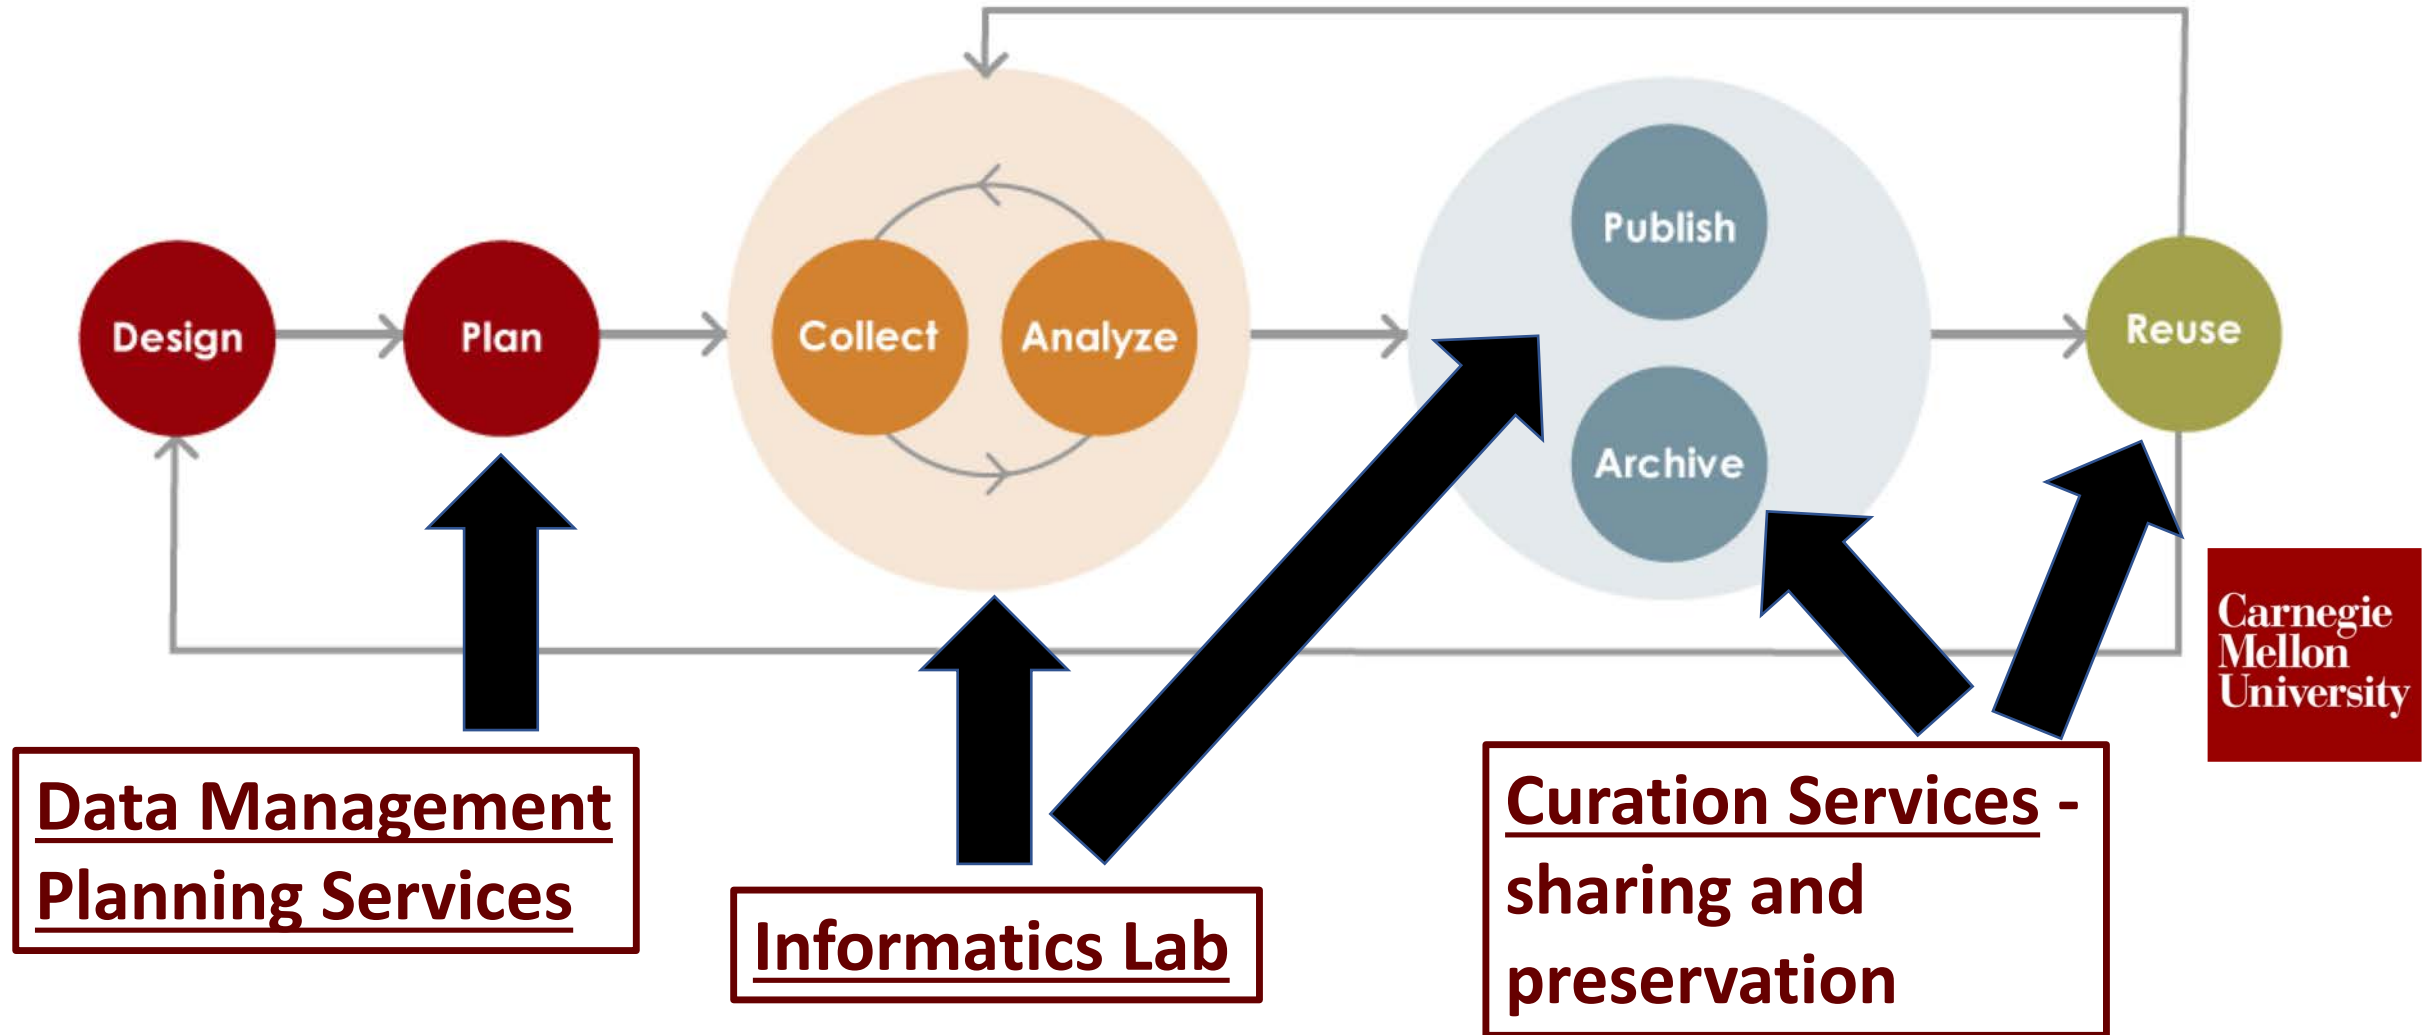 Design
Plan
Collect
Analyze
Publish
Archive
Reuse
Carnegie
Mellon
University
Data Management
Planning Services
Informatics Lab
Curation Services -
sharing and
preservation